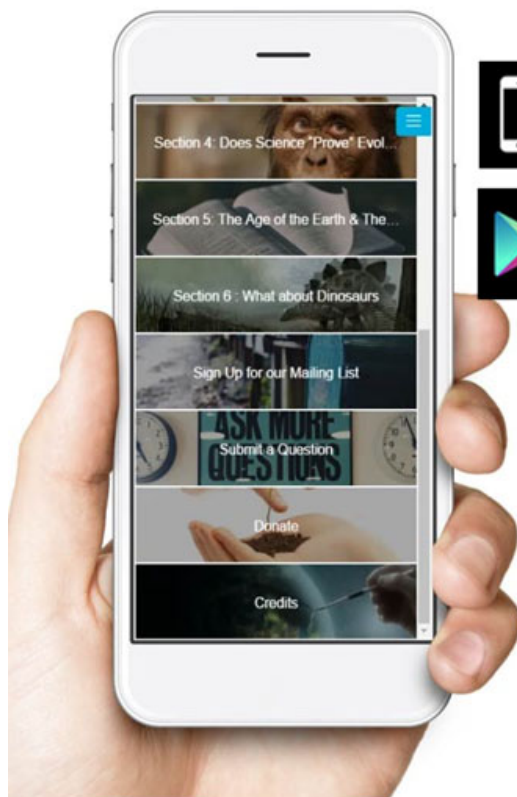 Section 4: Does Science "Prove" Evol...
Section 5: The Age of the Earth & The...
Section 6 : What about Dinosaurs
Sign Up for our Mailing List
ASK MORE
QUESTIONS
Submit a Question
Donate
Credits